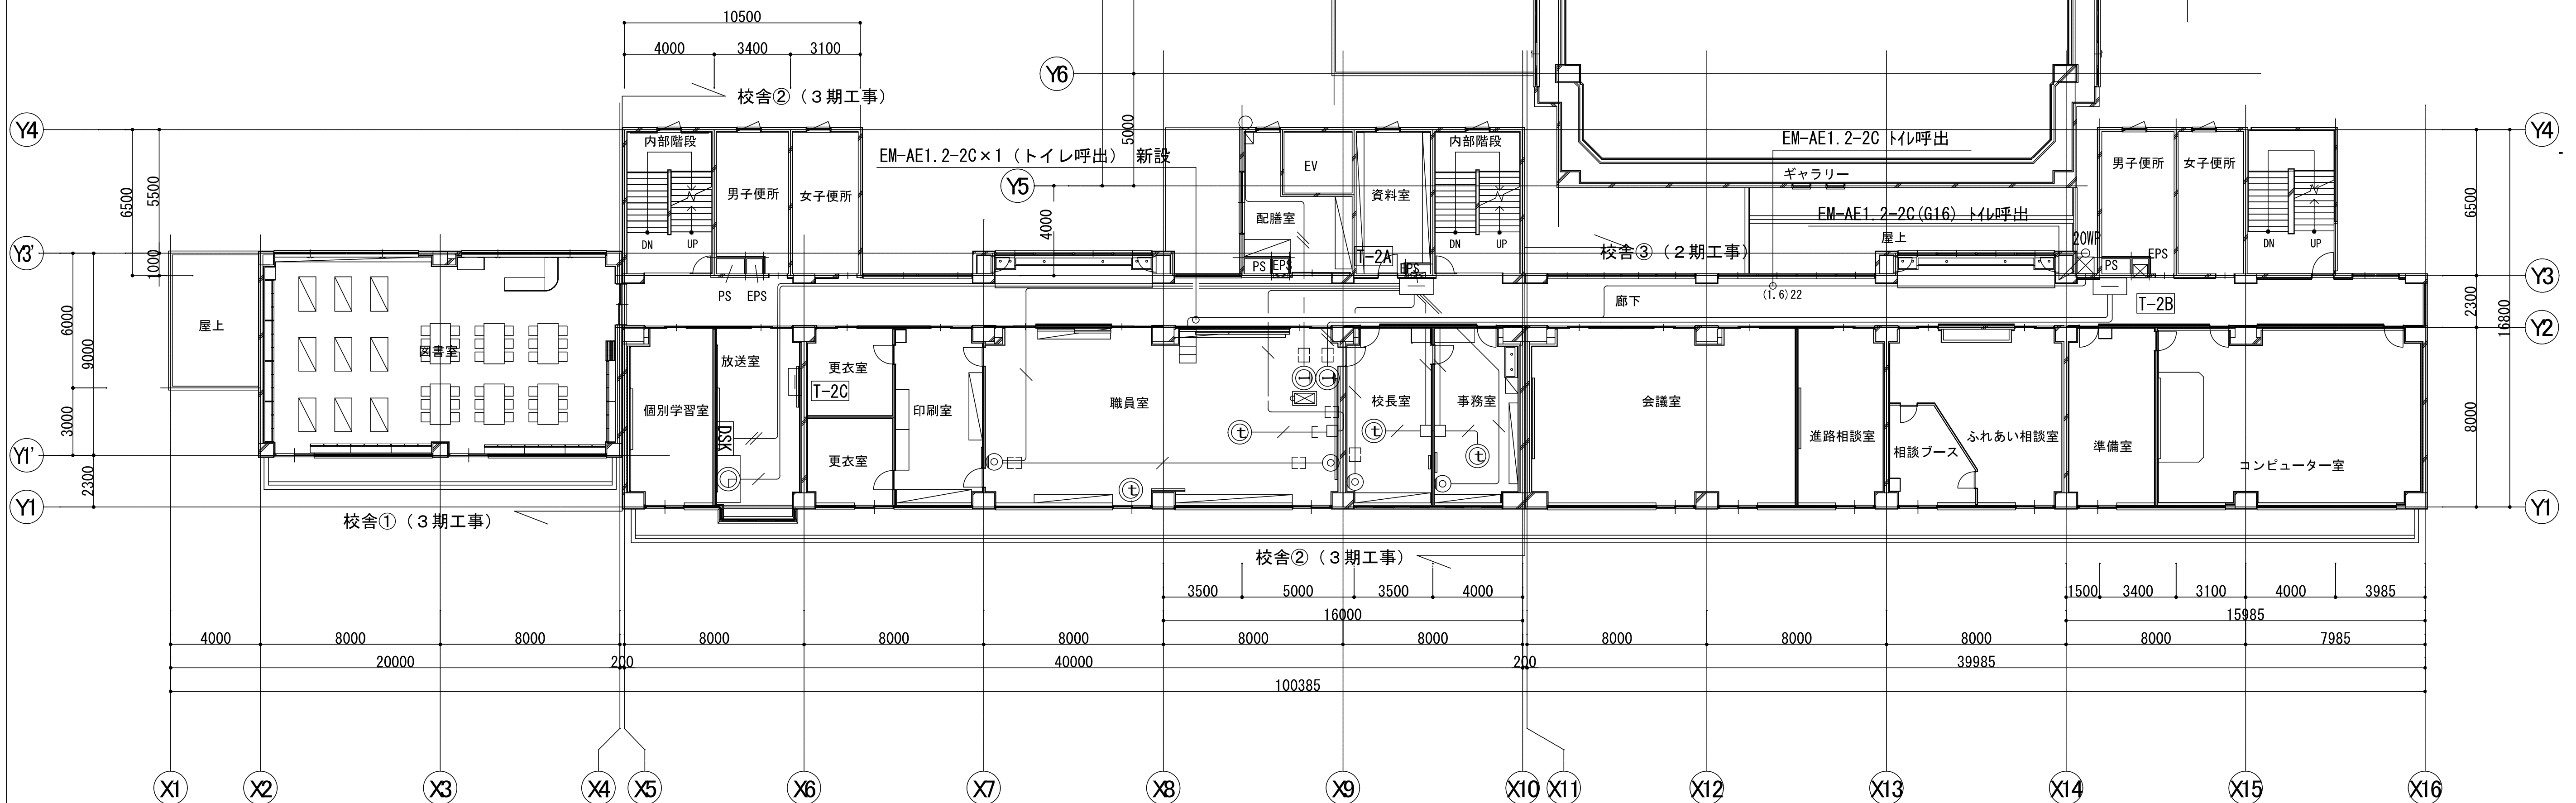 10500
4000
3400
3100
校舎②（３期工事）
Y6
5000
Y4
内部階段
男子便所
女子便所
DN
UP
PS
EPS
EM-AE1.2-2C×1（トイレ呼出） 新設
Y5
4000
EV
配膳室
資料室
内部階段
DN
UP
PS
EPS
T-2A
EPS
EM-AE1.2-2C ﾄｲﾚ呼出
ギャラリー
EM-AE1.2-2C(G16) ﾄｲﾚ呼出
屋上
校舎③（２期工事）
20WP
男子便所
女子便所
PS
EPS
DN
UP
Y4
6500
5500
1000
Y3'
Y3
6500
2300
16800
Y2
8000
Y1
廊下
(1.6)22
T-2B
屋上
図書室
6000
9000
3000
Y1'
2300
Y1
個別学習室
放送室
DSK
更衣室
T-2C
更衣室
印刷室
職員室
t
t
t
t
校長室
事務室
会議室
進路相談室
相談ブース
ふれあい相談室
準備室
コンピューター室
校舎①（３期工事）
校舎②（３期工事）
3500
5000
3500
4000
1500
3400
3100
4000
3985
16000
15985
4000
8000
8000
8000
8000
8000
8000
8000
8000
8000
8000
8000
7985
20000
200
40000
200
39985
100385
X1
X2
X3
X4
X5
X6
X7
X8
X9
X10
X11
X12
X13
X14
X15
X16